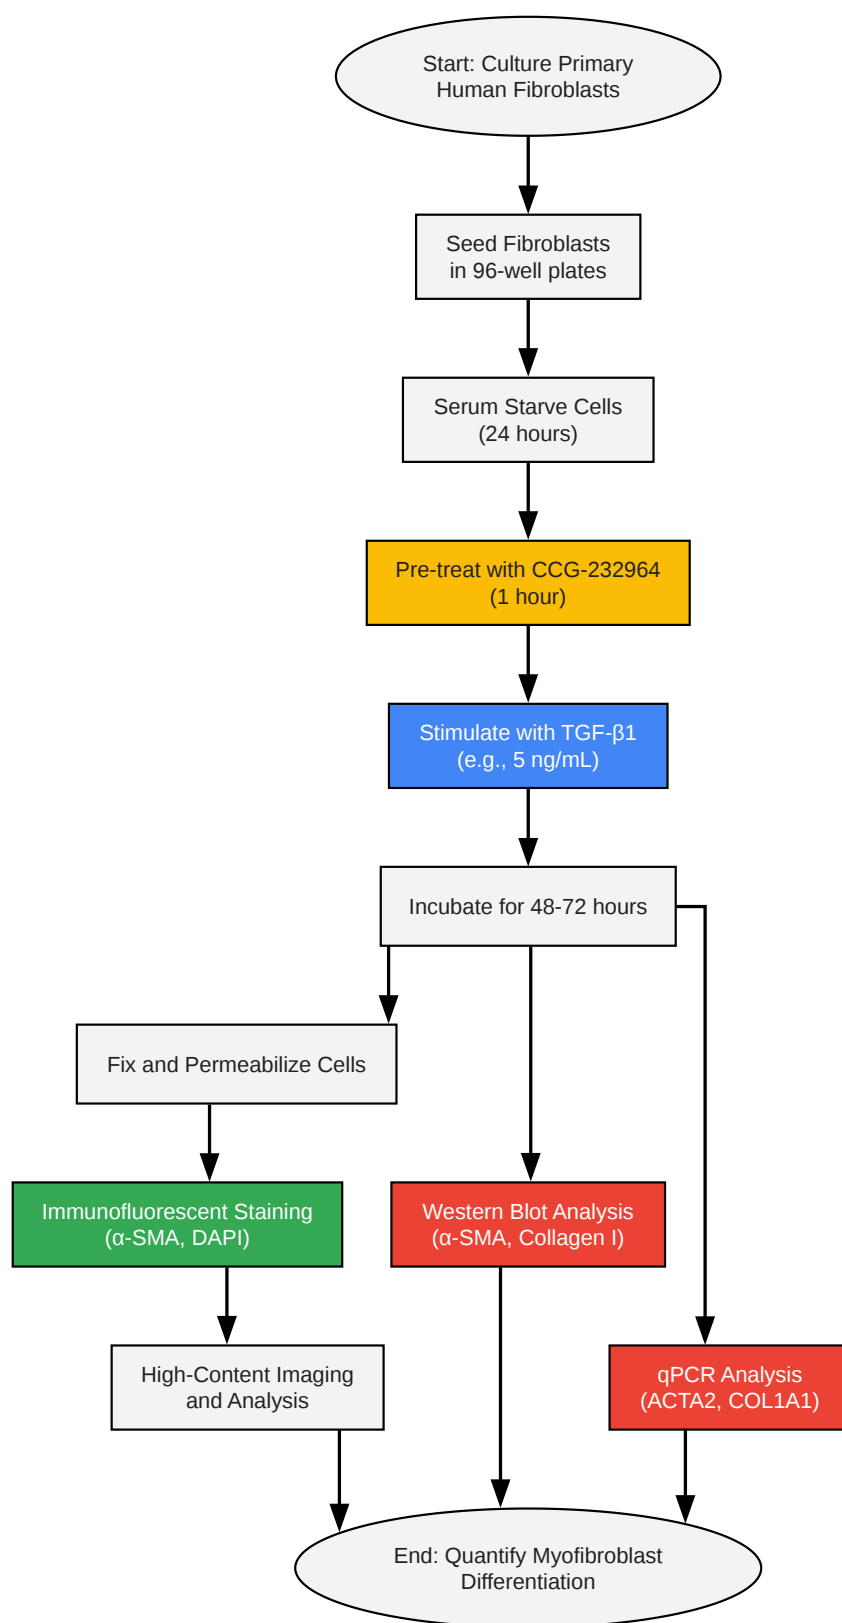 Start: Culture Primary
Human Fibroblasts
Seed Fibroblasts
in 96-well plates
Serum Starve Cells
(24 hours)
Pre-treat with CCG-232964
(1 hour)
Stimulate with TGF-β1
(e.g., 5 ng/mL)
Incubate for 48-72 hours
Fix and Permeabilize Cells
Immunofluorescent Staining
(α-SMA, DAPI)
Western Blot Analysis
(α-SMA, Collagen I)
High-Content Imaging
and Analysis
qPCR Analysis
(ACTA2, COL1A1)
End: Quantify Myofibroblast
Differentiation